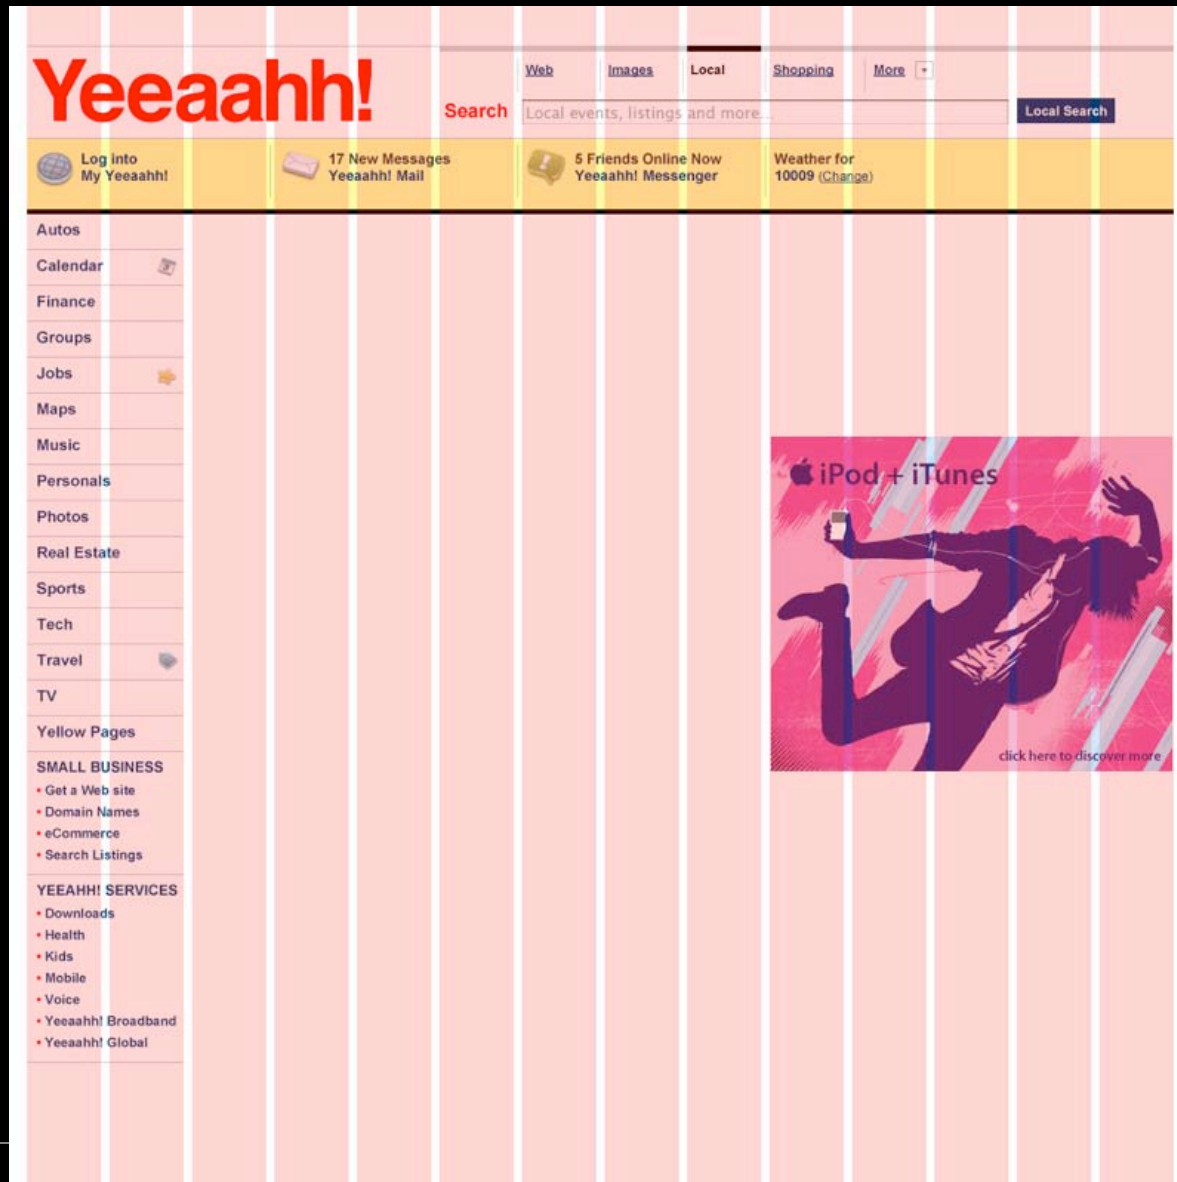 Yeeaahh!
Web Images Local Shopping More
Search Local events, listings and more... Local Search
Log into
My Yeeaahh!
17 New Messages
Yeeaahh! Mail
5 Friends Online Now
Yeeaahh! Messenger
Weather for
10009 (Change)
Autos
Calendar
Finance
Groups
Jobs
Maps
Music
Personals
Photos
Real Estate
Sports
Tech
Travel
TV
Yellow Pages
SMALL BUSINESS
• Get a Web site
• Domain Names
• eCommerce
• Search Listings
YEEAHH! SERVICES
• Downloads
• Health
• Kids
• Mobile
• Voice
• Yeeaahh! Broadband
• Yeeaahh! Global
iPod + iTunes
click here to discover more